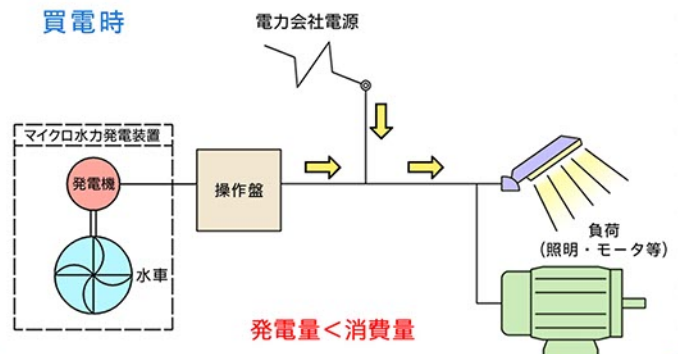 買電時
電力会社電源
マイクロ水力発電装置
発電機
操作盤
水車
負荷
(照明・モータ等)
発電量<消費量